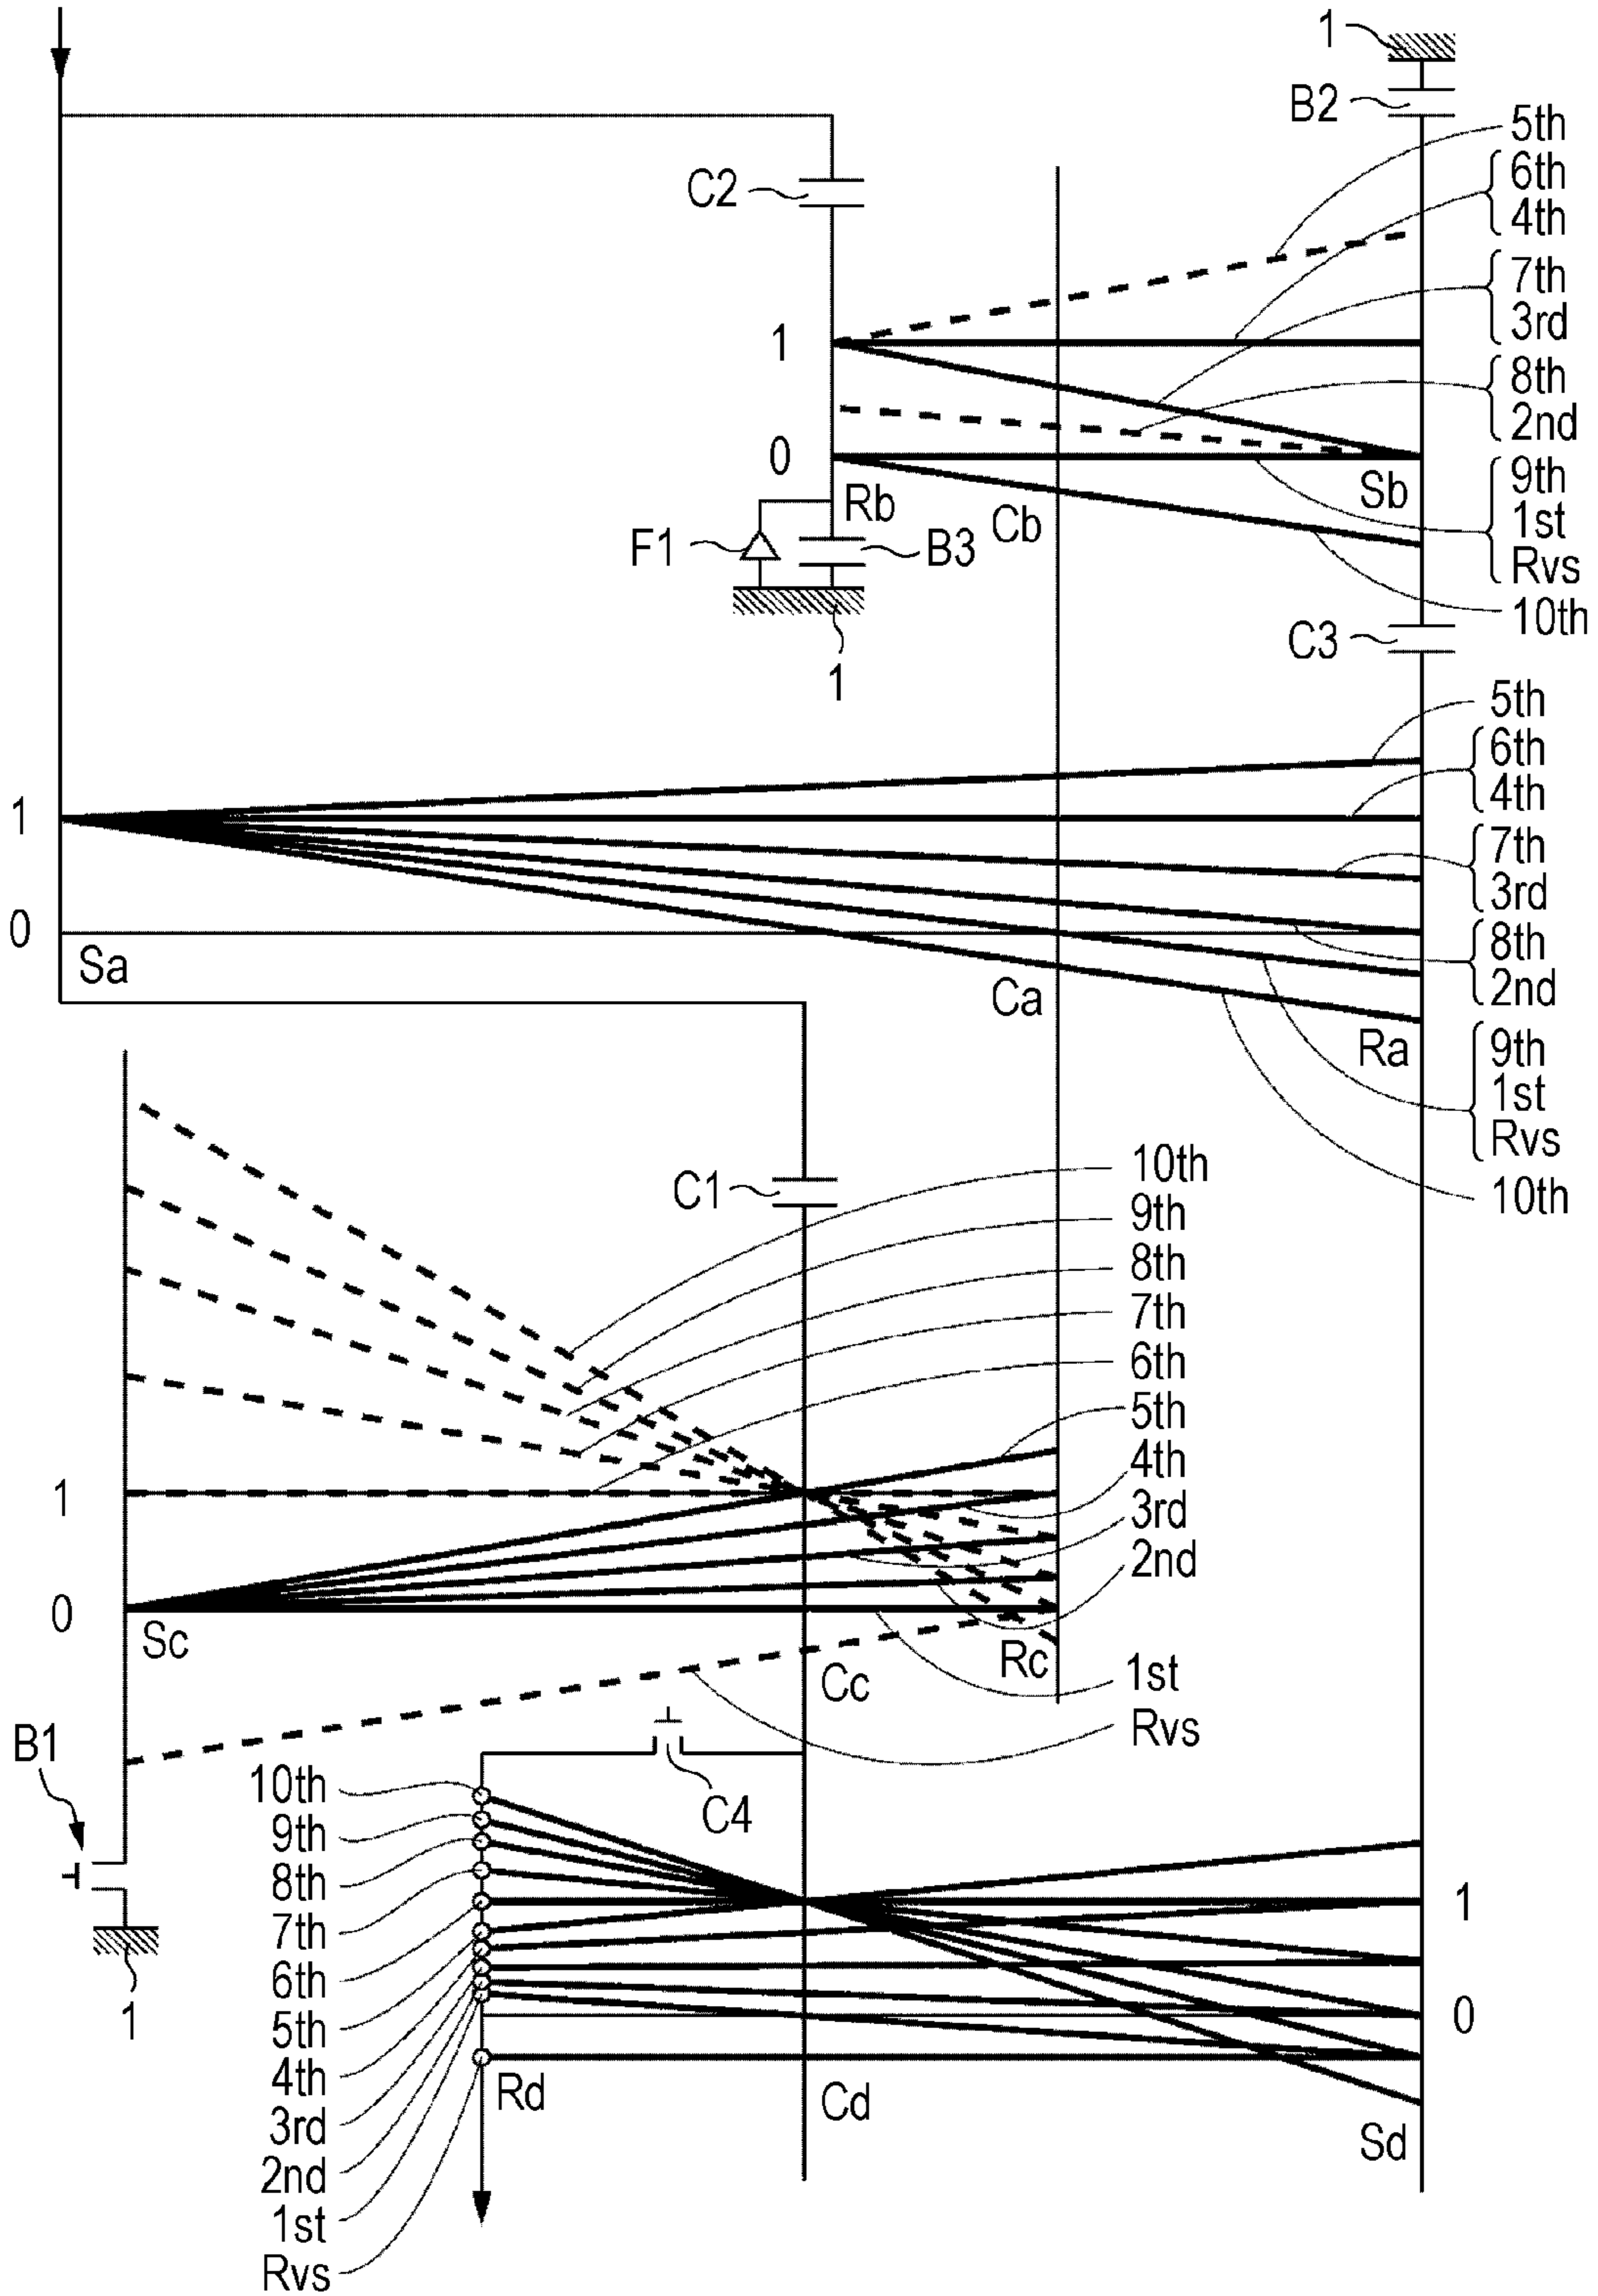 1
B2
5th
6th
4th
C2
7th
3rd
1
8th
2nd
0
Sb
9th
1st
Rvs
Rb
Cb
F1
B3
10th
1
C3
5th
6th
4th
1
7th
3rd
0
8th
2nd
Sa
Ca
Ra
9th
1st
Rvs
10th
C1
10th
9th
8th
7th
6th
5th
4th
3rd
2nd
1
0
Sc
Cc
Rc
1st
Rvs
B1
C4
10th
9th
8th
7th
6th
5th
4th
3rd
2nd
1st
Rvs
1
1
0
Rd
Cd
Sd